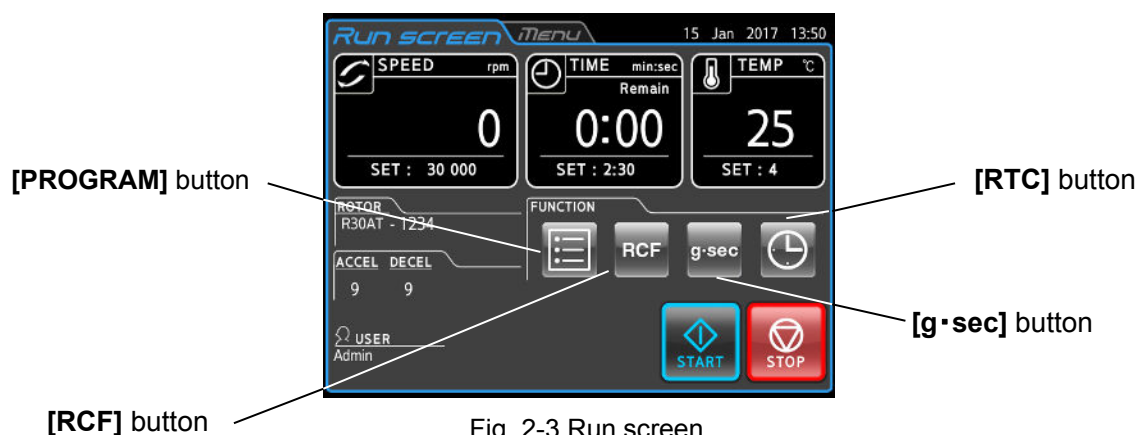 Run screen Menu 15 Jan 2017 13:50
SPEED rpm
0
SET : 30 000
TIME min:sec
Remain
0:00
SET : 2:30
TEMP °C
25
SET : 4
[PROGRAM] button
[RTC] button
ROTOR
R30AT - 1234
FUNCTION
RCF g·sec
ACCEL DECEL
9 9
[g·sec] button
USER
Admin
START STOP
[RCF] button
Fig. 2-3 Run screen